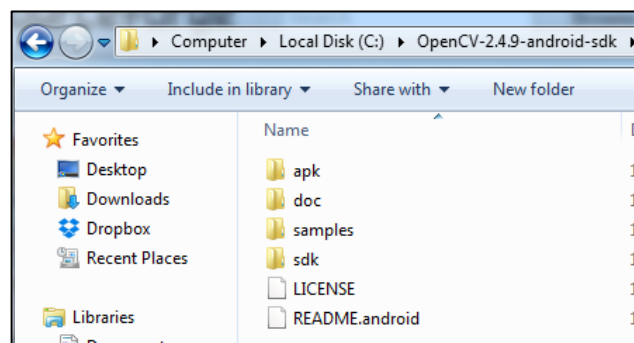 Computer Local Disk (C:) OpenCV-2.4.9-android-sdk
Organize Include in library Share with New folder
Favorites
Desktop
Downloads
Dropbox
Recent Places
Libraries
Name
apk
doc
samples
sdk
LICENSE
README.android